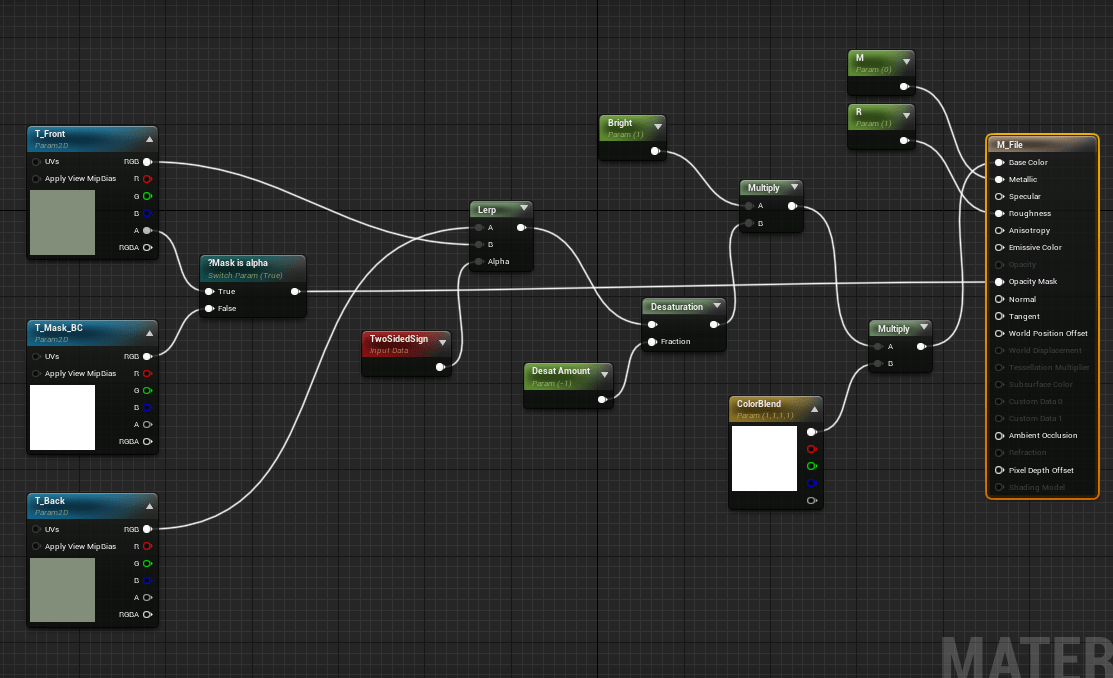 T_Front
Param2D
UVs
RGB
Apply View MipBias
R
G
B
A
RGBA
?Mask is alpha
Switch Param (True)
True
False
T_Mask_BC
Param2D
UVs
RGB
Apply View MipBias
R
G
B
A
RGBA
T_Back
Param2D
UVs
RGB
Apply View MipBias
R
G
B
A
RGBA
TwoSidedSign
Input Data
Lerp
A
B
Alpha
Desat Amount
Param (-1)
Bright
Param (1)
Desaturation
Fraction
Multiply
A
B
ColorBlend
Param (1,1,1,1)
Multiply
A
B
M
Param (0)
R
Param (1)
M_File
Base Color
Metallic
Specular
Roughness
Anisotropy
Emissive Color
Opacity
Opacity Mask
Normal
Tangent
World Position Offset
World Displacement
Tessellation Multiplier
Subsurface Color
Custom Data 0
Custom Data 1
Ambient Occlusion
Refraction
Pixel Depth Offset
Shading Model
MATER